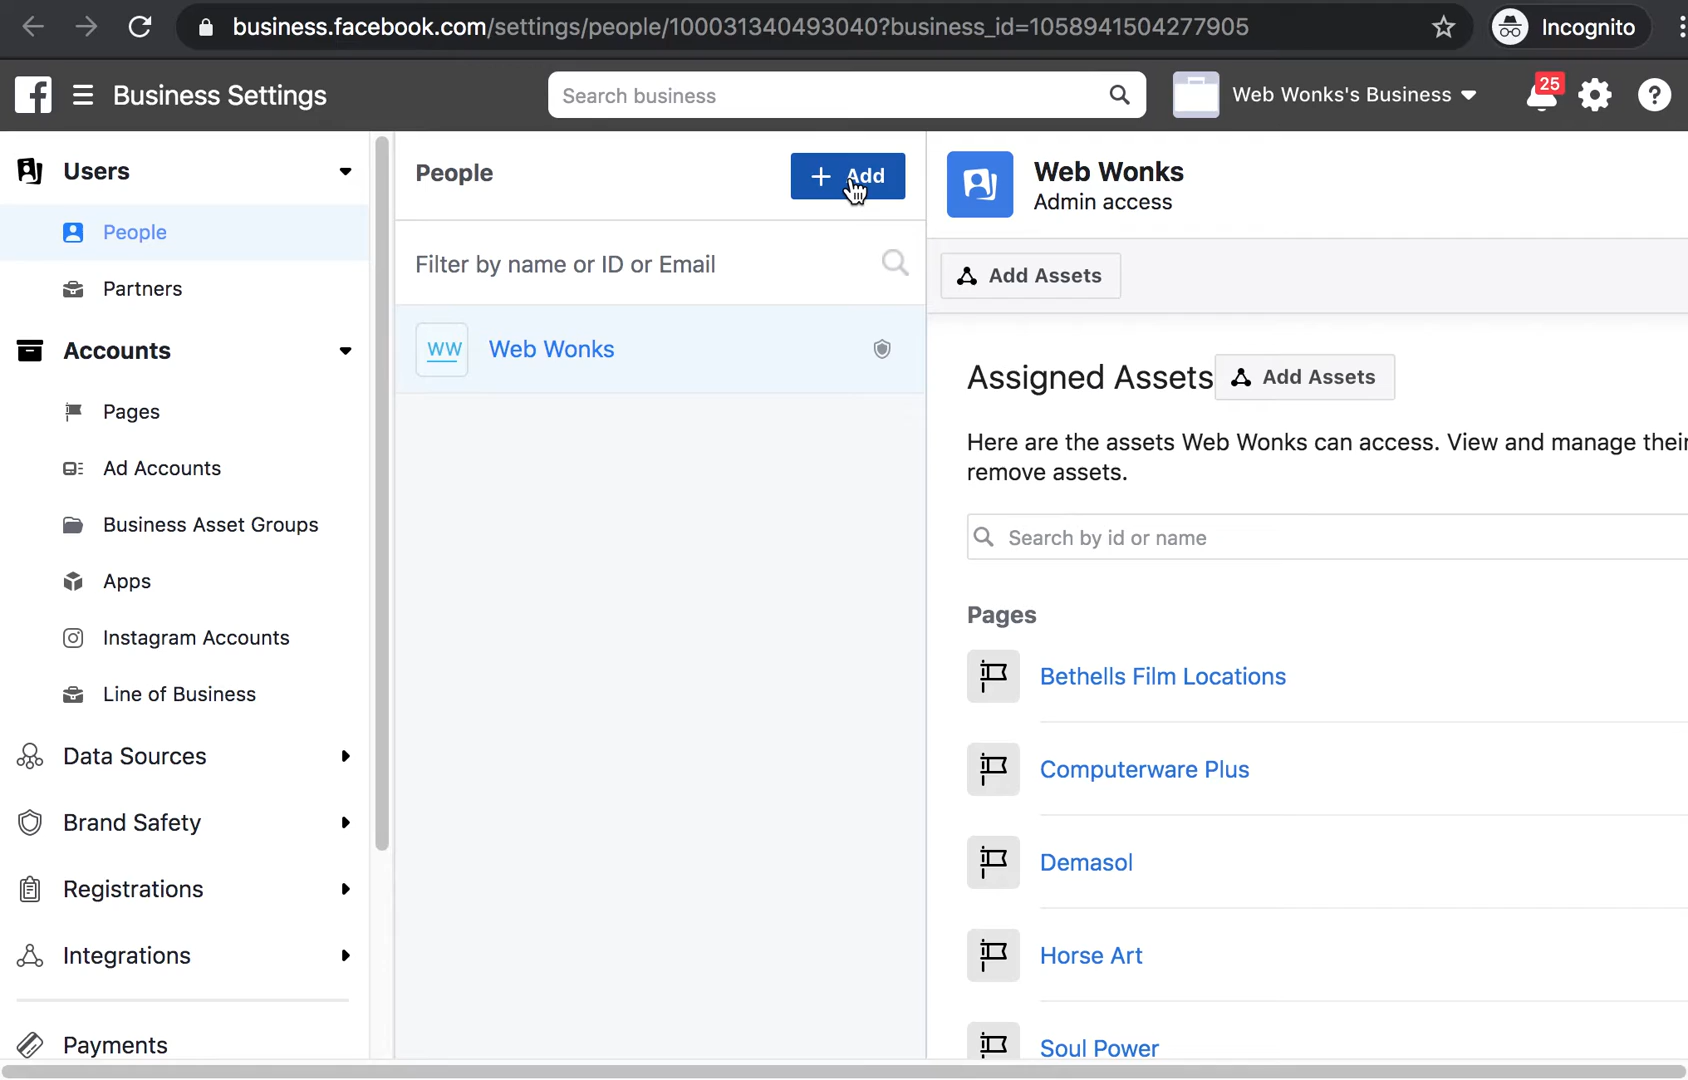 business.facebook.com/settings/people/100031340493040?business_id=1058941504277905
Incognito
Business Settings
Search business
Web Wonks's Business
25
Users
People
Partners
Accounts
Pages
Ad Accounts
Business Asset Groups
Apps
Instagram Accounts
Line of Business
Data Sources
Brand Safety
Registrations
Integrations
Payments
People
+ Add
Filter by name or ID or Email
WW
Web Wonks
Web Wonks
Admin access
Add Assets
Assigned Assets
Add Assets
Here are the assets Web Wonks can access. View and manage their
remove assets.
Search by id or name
Pages
Bethells Film Locations
Computerware Plus
Demasol
Horse Art
Soul Power